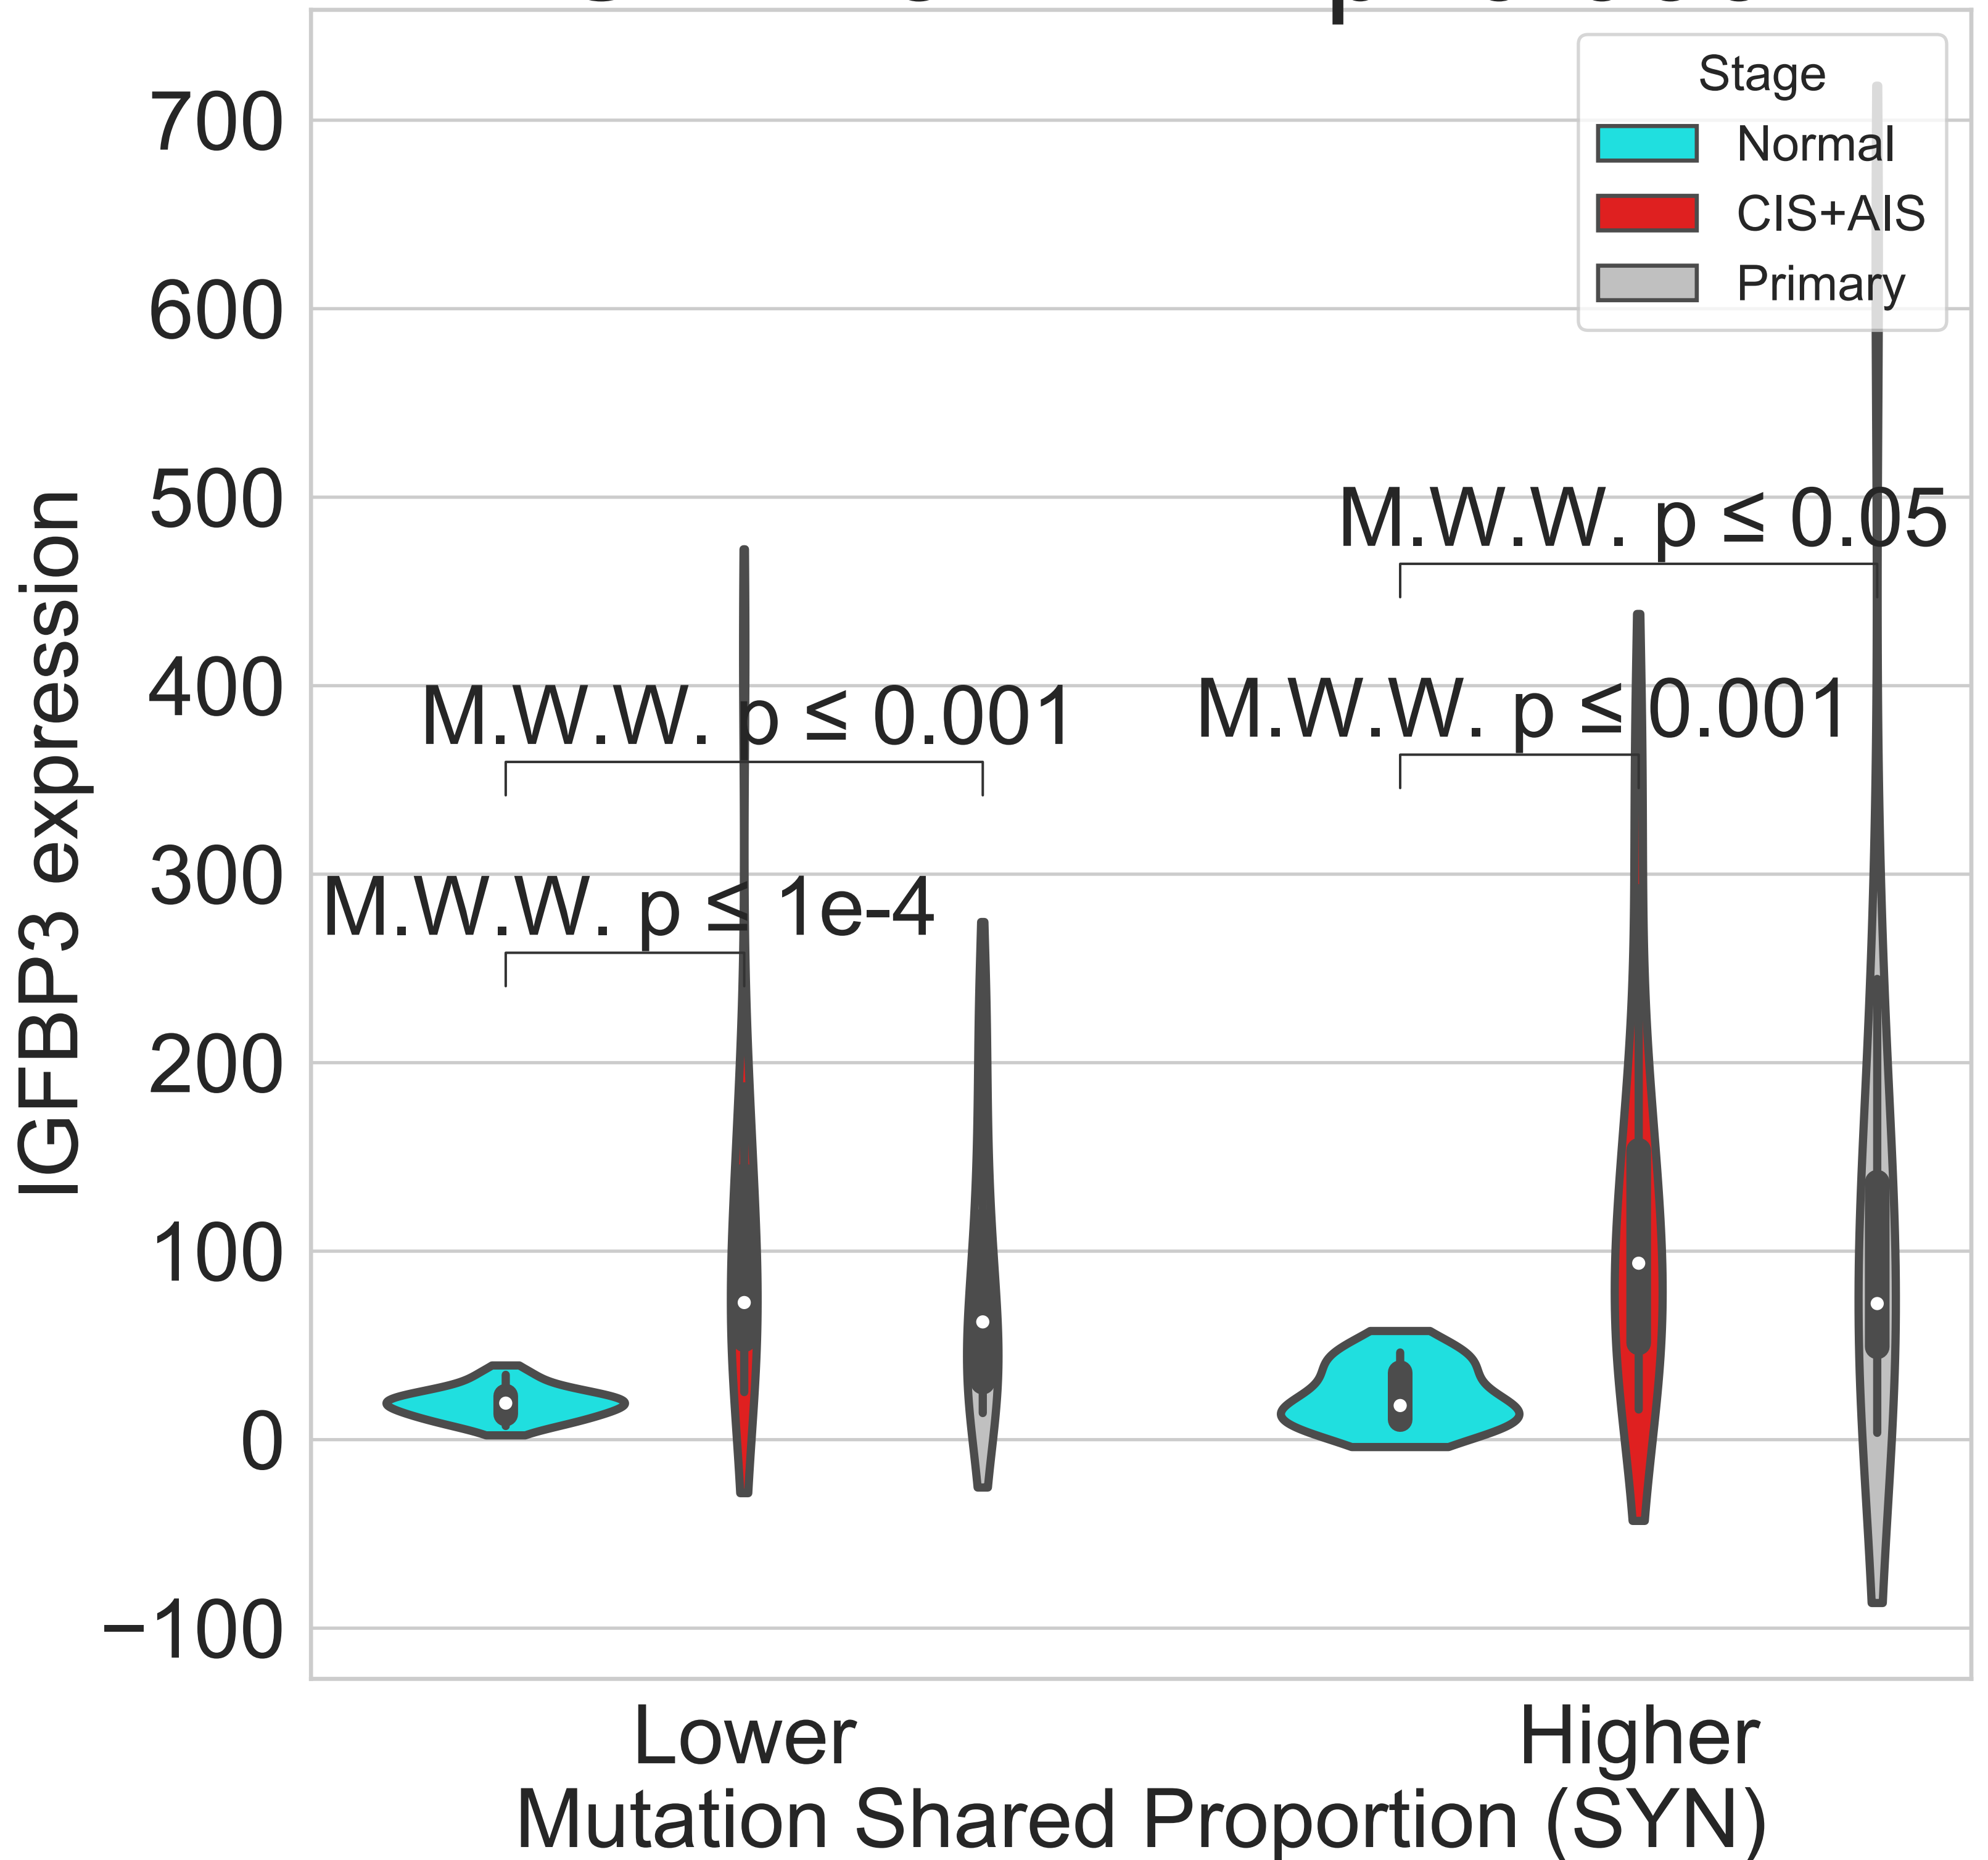 Stage
Normal
CIS+AIS
Primary
700
600
500
400
300
200
100
0
−100
IGFBP3 expression
M.W.W. p ≤ 0.05
M.W.W. p ≤ 0.001
M.W.W. p ≤ 0.001
M.W.W. p ≤ 1e-4
Lower
Higher
Mutation Shared Proportion (SYN)